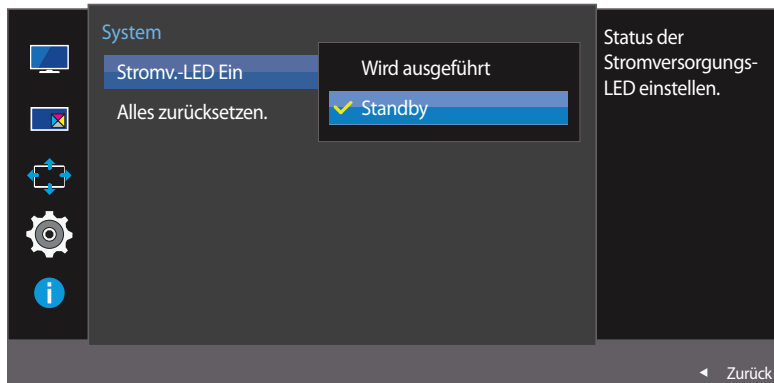 System
Stromv.-LED Ein
Alles zurücksetzen.
Wird ausgeführt
Standby
Status der
Stromversorgungs-
LED einstellen.
Zurück